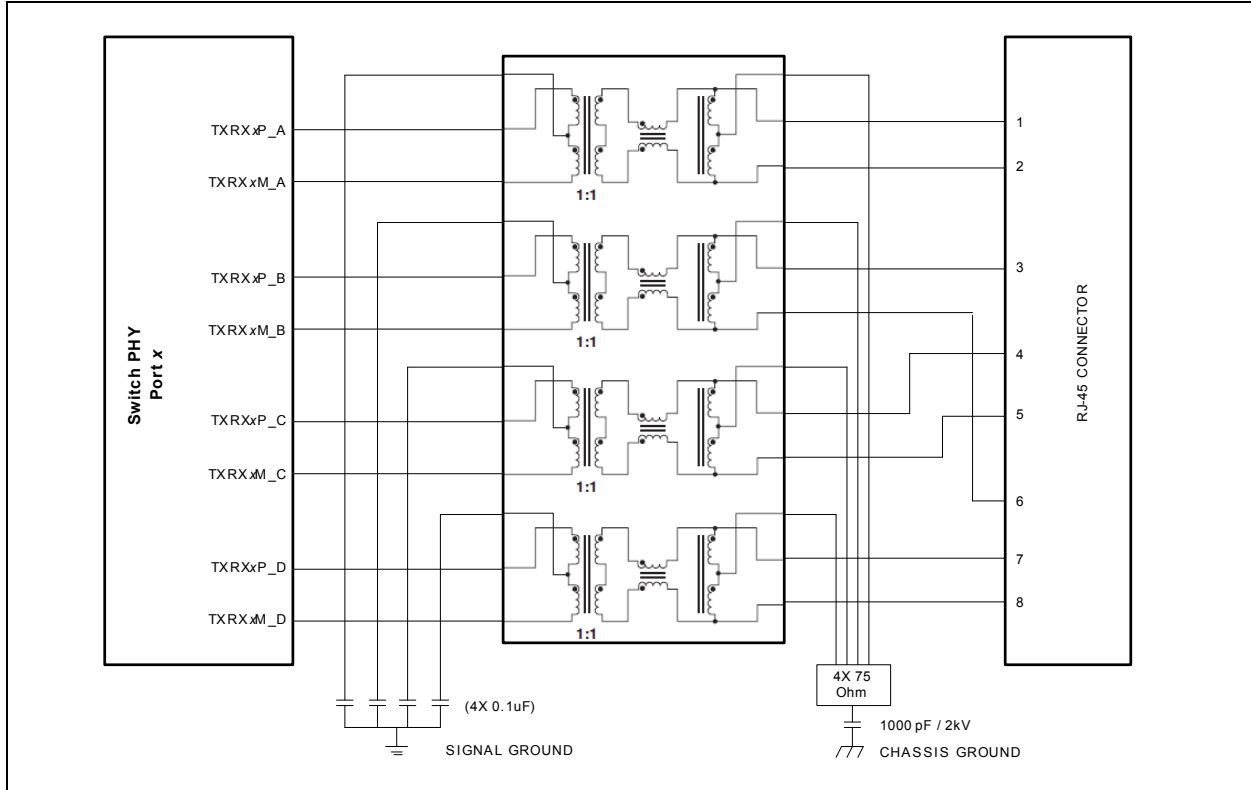 Switch PHY
Port x
TXRXxP_A
TXRXxM_A
TXRXxP_B
TXRXxM_B
TXRXxP_C
TXRXxM_C
TXRXxP_D
TXRXxM_D
1:1
1:1
1:1
1:1
1
2
3
4
5
6
7
8
RJ-45 CONNECTOR
(4X 0.1uF)
SIGNAL GROUND
4X 75
Ohm
1000 pF / 2kV
CHASSIS GROUND